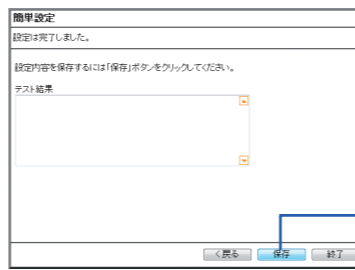 簡単設定
設定は完了しました。
設定内容を保存するには「保存」ボタンをクリックしてください。
テスト結果
<戻る 保存 終了